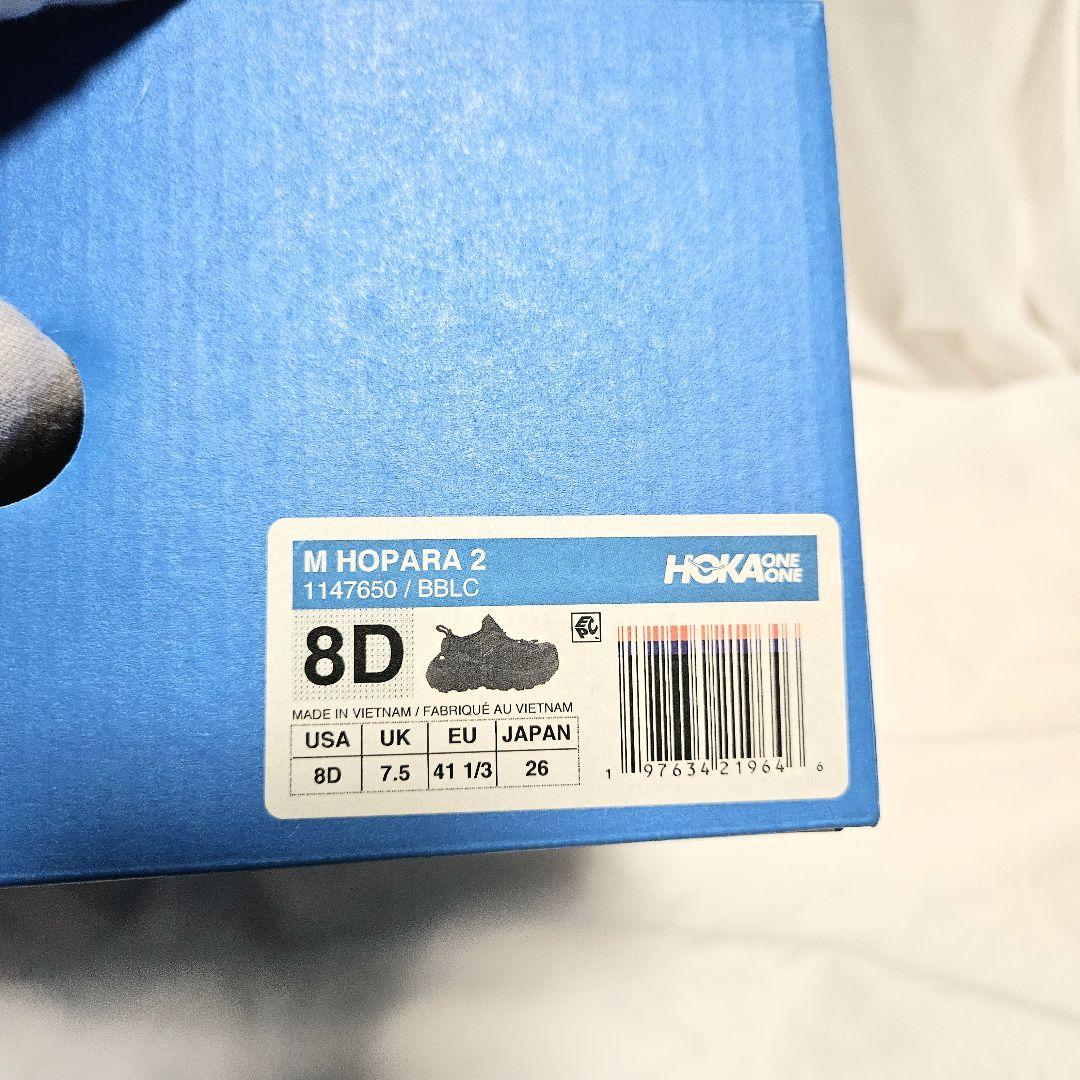 M HOPARA 2
1147650 / BBLC
HOKA ONE ONE
8D
EPC
MADE IN VIETNAM / FABRIQUÉ AU VIETNAM
USA UK EU JAPAN
8D 7.5 41 1/3 26
1 97634 21964 6